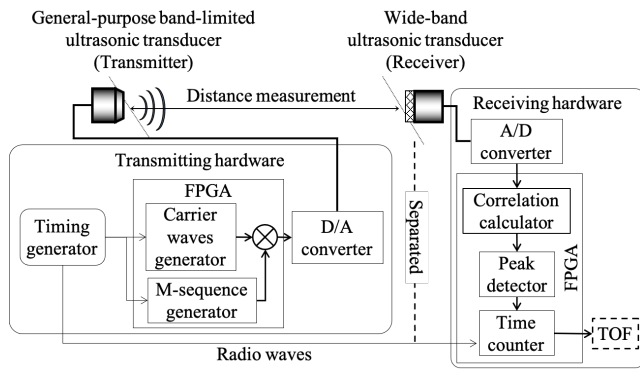 General-purpose band-limited
ultrasonic transducer
(Transmitter)
Wide-band
ultrasonic transducer
(Receiver)
Distance measurement
Receiving hardware
A/D
converter
Transmitting hardware
FPGA
Timing
generator
Carrier
waves
generator
M-sequence
generator
D/A
converter
Separated
Correlation
calculator
Peak
detector
FPGA
Time
counter
TOF
Radio waves